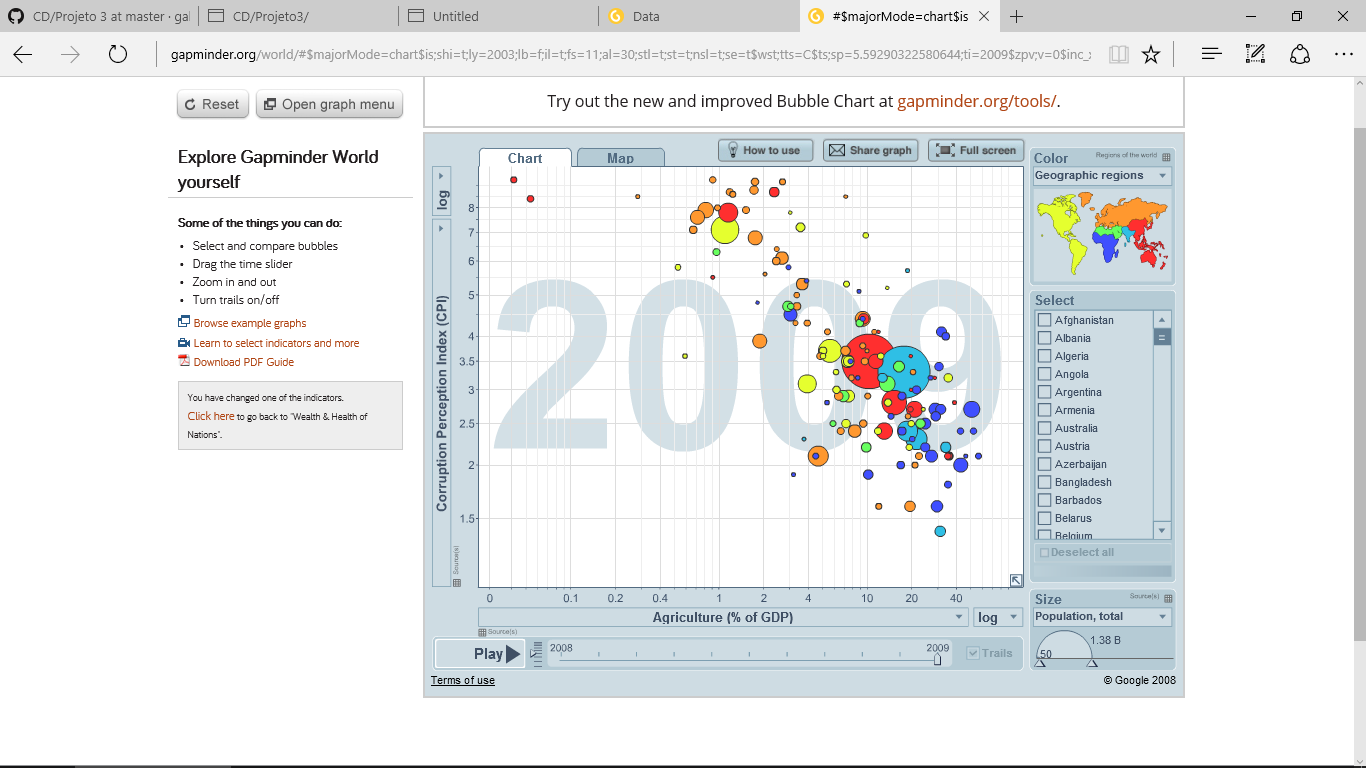 CD/Projeto 3 at master · gal
CD/Projeto3/
Untitled
Data
#$majorMode=chart$is
gapminder.org/world/#$majorMode=chart$is;shi=t;ly=2003;lb=f;il=t;fs=11;al=30;stl=t;st=t;nsl=t;se=t$wst;tts=C$ts;sp=5.59290322580644;ti=2009$zpv;v=0$inc_x
Reset
Open graph menu
Try out the new and improved Bubble Chart at gapminder.org/tools/.
Explore Gapminder World
yourself
Some of the things you can do:
• Select and compare bubbles
• Drag the time slider
• Zoom in and out
• Turn trails on/off
Browse example graphs
Learn to select indicators and more
Download PDF Guide
You have changed one of the indicators.
Click here to go back to "Wealth & Health of
Nations".
Chart
Map
How to use
Share graph
Full screen
log
Corruption Perception Index (CPI)
Source(s)
8
7
6
5
4
3.5
3
2.5
2
1.5
2009
0
0.1
0.2
0.4
1
2
4
10
20
40
Agriculture (% of GDP)
log
Source(s)
Play
2008
2009
Trails
Terms of use
© Google 2008
Color
Regions of the world
Geographic regions
Select
Afghanistan
Albania
Algeria
Angola
Argentina
Armenia
Australia
Austria
Azerbaijan
Bangladesh
Barbados
Belarus
Belgium
Deselect all
Size
Source(s)
Population, total
1.38 B
50